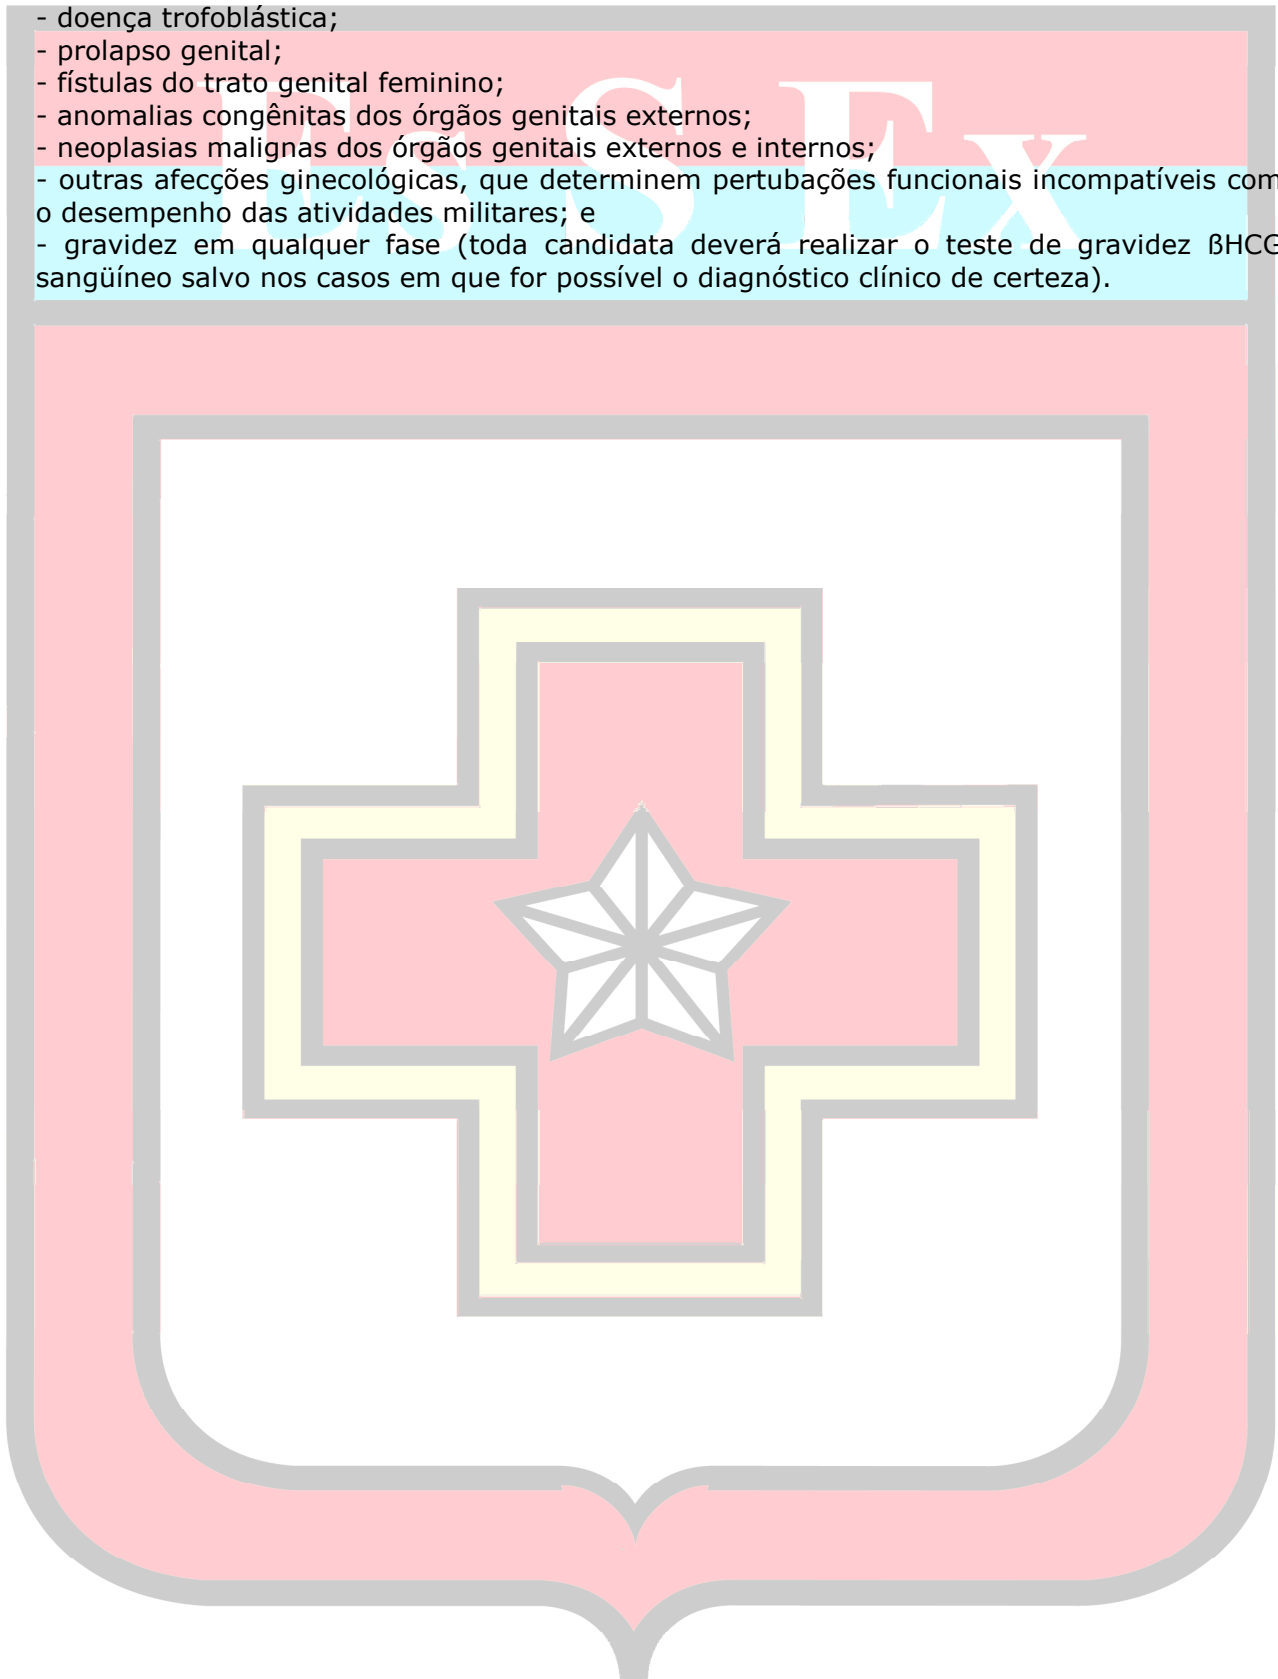 - doença trofoblástica;
- prolapso genital;
- fístulas do trato genital feminino;
- anomalias congênitas dos órgãos genitais externos;
- neoplasias malignas dos órgãos genitais externos e internos;
- outras afecções ginecológicas, que determinem pertubações funcionais incompatíveis com
o desempenho das atividades militares; e
- gravidez em qualquer fase (toda candidata deverá realizar o teste de gravidez ßHCG
sangüíneo salvo nos casos em que for possível o diagnóstico clínico de certeza).
Es S Ex